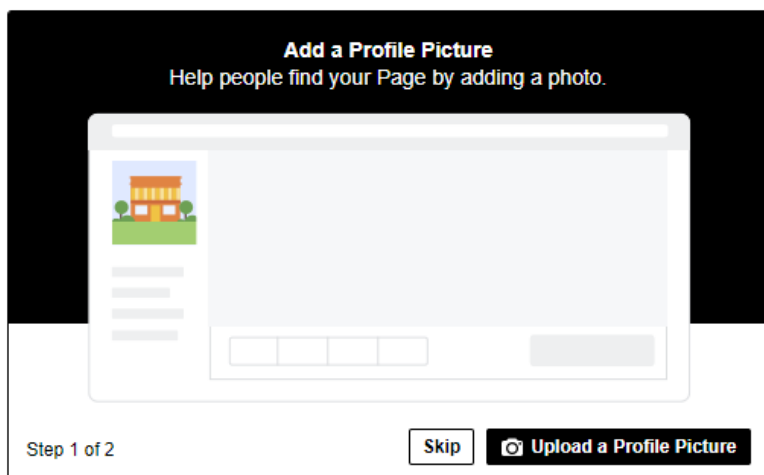 Add a Profile Picture
Help people find your Page by adding a photo.
Step 1 of 2
Skip
Upload a Profile Picture